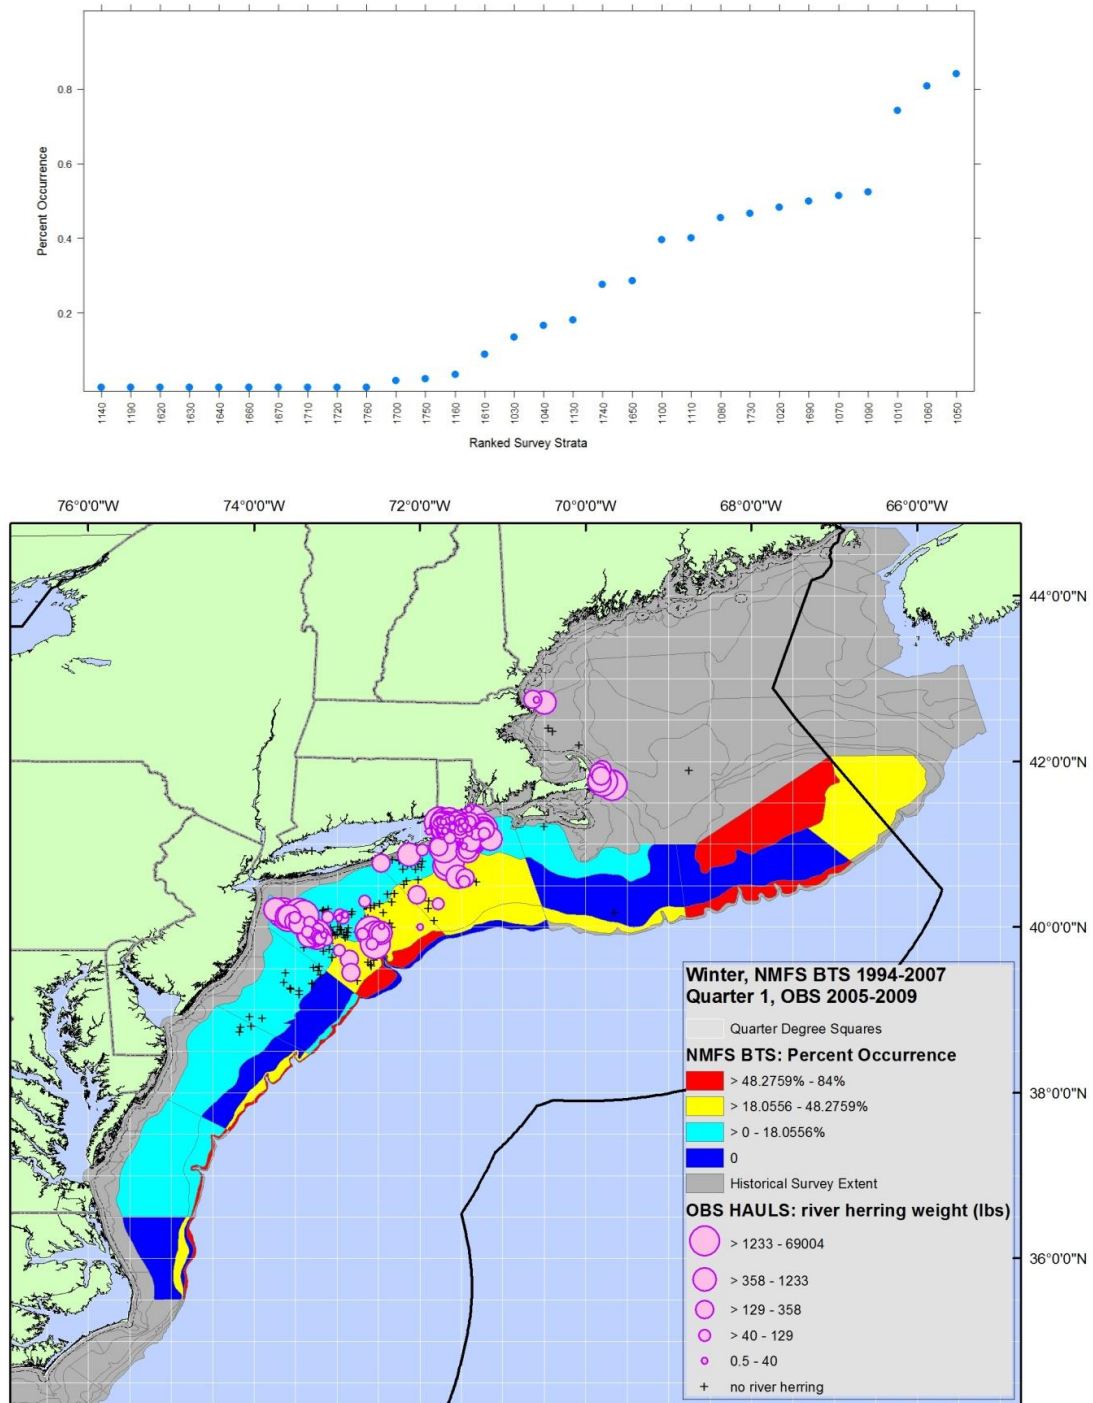 0.8
0.6
0.4
0.2
Percent Occurrence
1140 1190 1620 1630 1640 1660 1670 1710 1720 1760 1700 1750 1160 1610 1030 1040 1130 1740 1650 1100 1110 1080 1730 1020 1690 1070 1090 1010 1060 1050
Ranked Survey Strata
76°0'0"W 74°0'0"W 72°0'0"W 70°0'0"W 68°0'0"W 66°0'0"W
44°0'0"N
42°0'0"N
40°0'0"N
38°0'0"N
36°0'0"N
Winter, NMFS BTS 1994-2007
Quarter 1, OBS 2005-2009
Quarter Degree Squares
NMFS BTS: Percent Occurrence
> 48.2759% - 84%
> 18.0556 - 48.2759%
> 0 - 18.0556%
0
Historical Survey Extent
OBS HAULS: river herring weight (lbs)
> 1233 - 69004
> 358 - 1233
> 129 - 358
> 40 - 129
0.5 - 40
no river herring